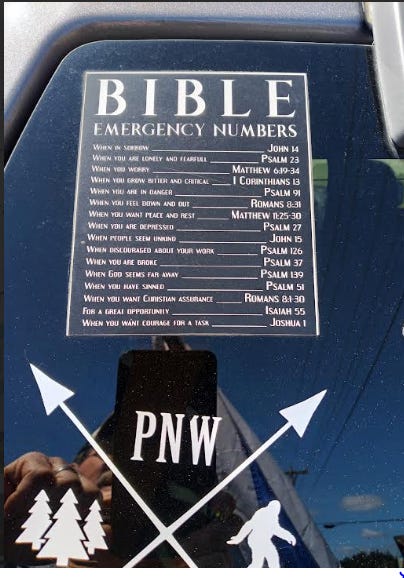 BIBLE
EMERGENCY NUMBERS
When in sorrow John 14
When you are lonely and fearfull Psalm 23
When you worry Matthew 6:19-34
When you grow bitter and critical I Corinthians 13
When you are in danger Psalm 91
When you feel down and out Romans 8:31
When you want peace and rest Matthew 11:25-30
When you are depressed Psalm 27
When people seem unkind John 15
When discouraged about your work Psalm 126
When you are broke Psalm 37
When God seems far away Psalm 139
When you have sinned Psalm 51
When you want Christian assurance Romans 8:1-30
For a great opportunity Isaiah 55
When you want courage for a task Joshua 1
PNW